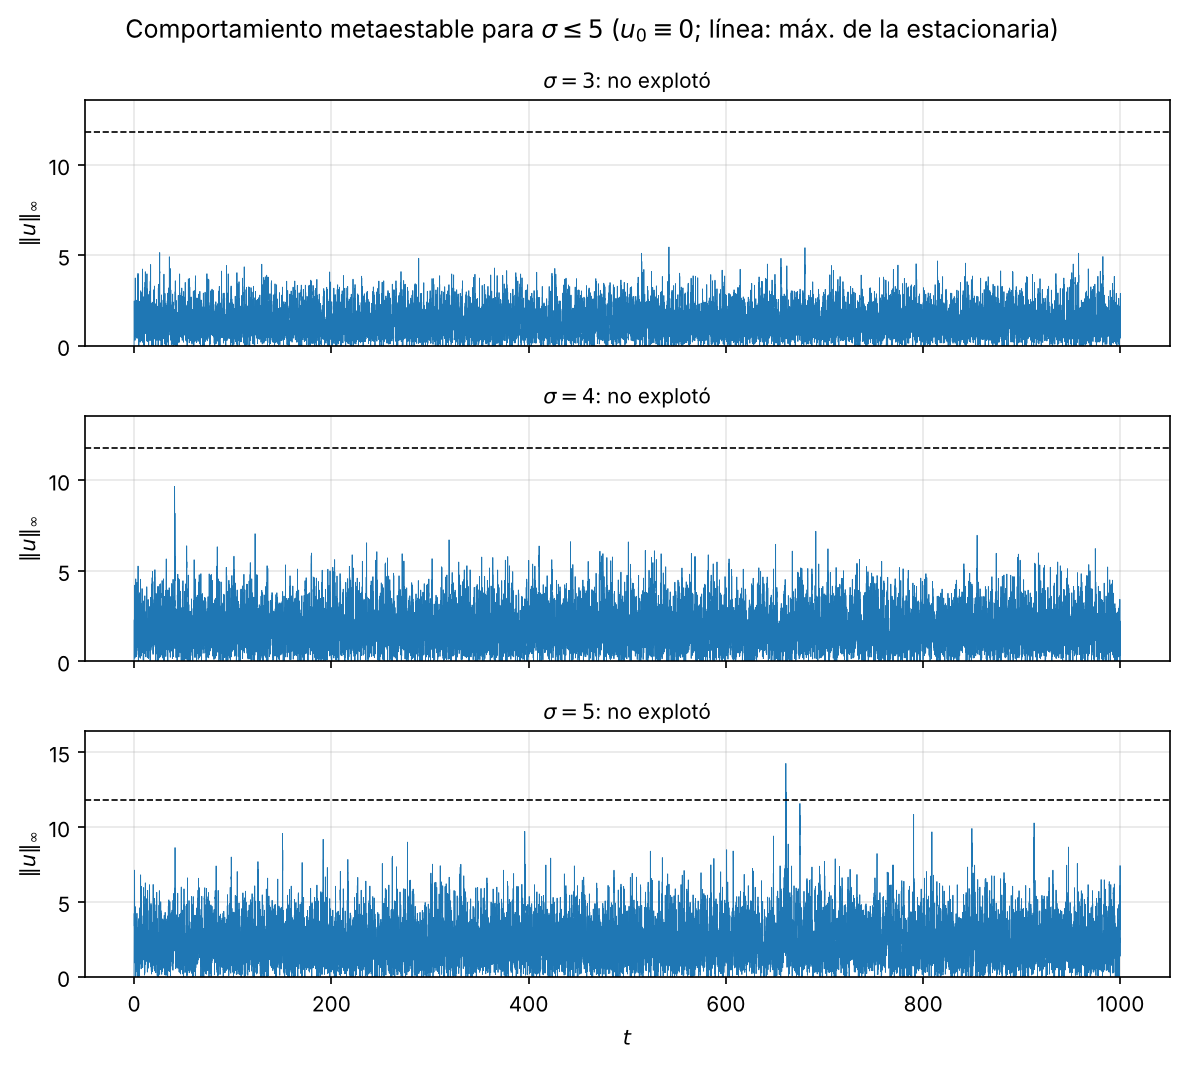 Comportamiento metaestable para σ ≤ 5 (u₀ ≡ 0; línea: máx. de la estacionaria)
σ = 3: no explotó
10
5
0
‖u‖∞
σ = 4: no explotó
10
5
0
‖u‖∞
σ = 5: no explotó
15
10
5
0
‖u‖∞
0 200 400 600 800 1000
t